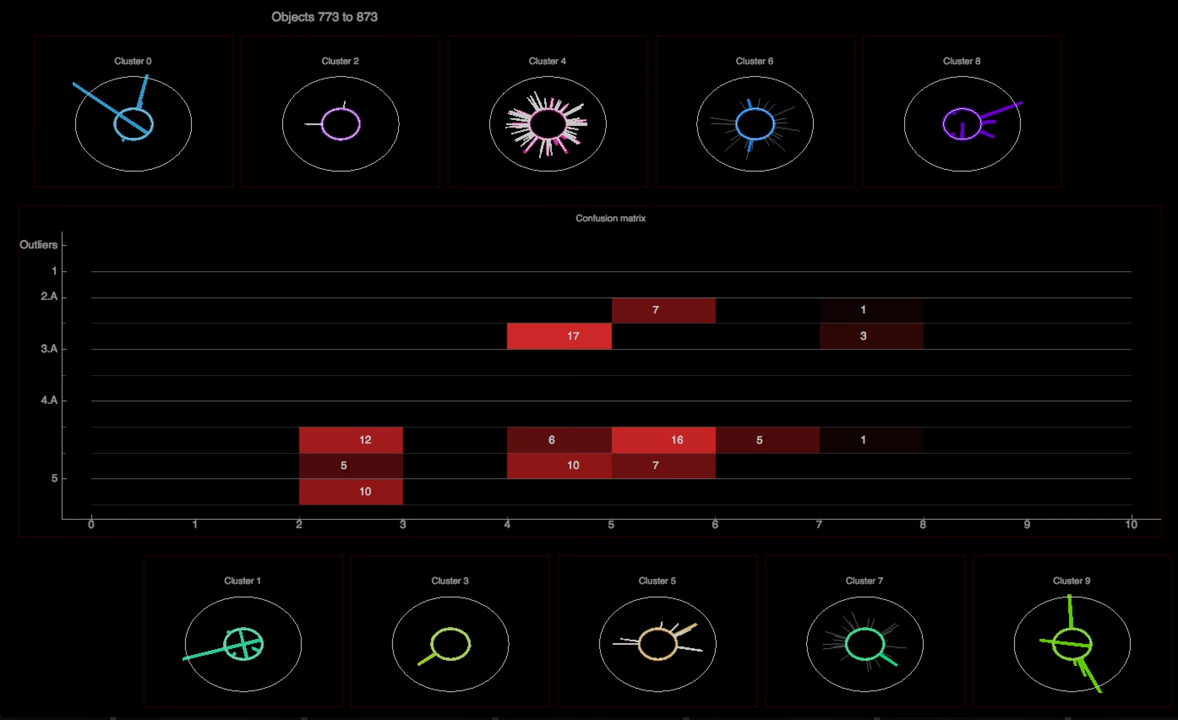 Objects 773 to 873
Cluster 0
Cluster 2
Cluster 4
Cluster 6
Cluster 8
Confusion matrix
Outliers
1
2.A
7 1
17 3
3.A
4.A
12 6 16 5 1
5 10 7
5
10
0 1 2 3 4 5 6 7 8 9 10
Cluster 1
Cluster 3
Cluster 5
Cluster 7
Cluster 9